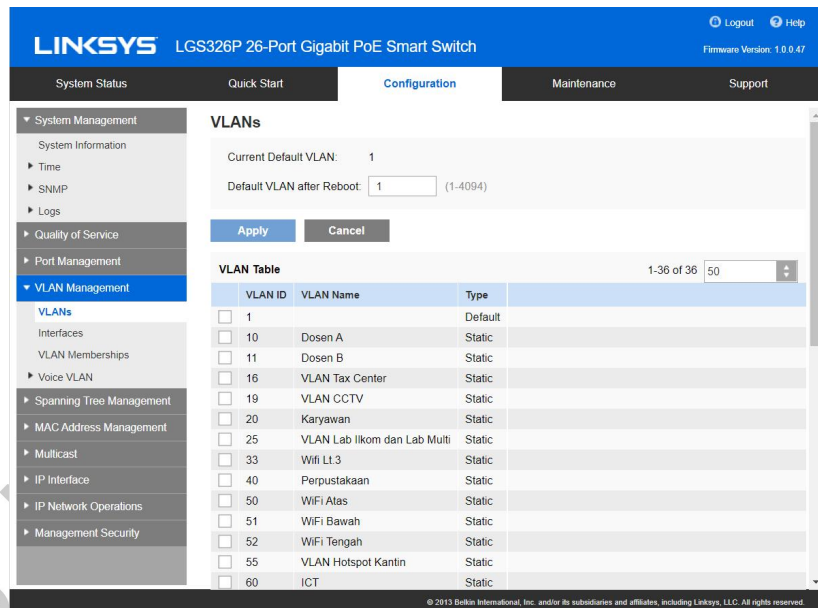 Logout Help
LINKSYS LGS326P 26-Port Gigabit PoE Smart Switch
Firmware Version: 1.0.0.47
System Status Quick Start Configuration Maintenance Support
System Management
System Information
Time
SNMP
Logs
Quality of Service
Port Management
VLAN Management
VLANs
Interfaces
VLAN Memberships
Voice VLAN
Spanning Tree Management
MAC Address Management
Multicast
IP Interface
IP Network Operations
Management Security
VLANs
Current Default VLAN: 1
Default VLAN after Reboot: 1 (1-4094)
Apply Cancel
VLAN Table 1-36 of 36 50
VLAN ID VLAN Name Type
1 Default
10 Dosen A Static
11 Dosen B Static
16 VLAN Tax Center Static
19 VLAN CCTV Static
20 Karyawan Static
25 VLAN Lab Ilkom dan Lab Multi Static
33 Wifi Lt.3 Static
40 Perpustakaan Static
50 WiFi Atas Static
51 WiFi Bawah Static
52 WiFi Tengah Static
55 VLAN Hotspot Kantin Static
60 ICT Static
© 2013 Belkin International, Inc. and/or its subsidiaries and affiliates, including Linksys, LLC. All rights reserved.